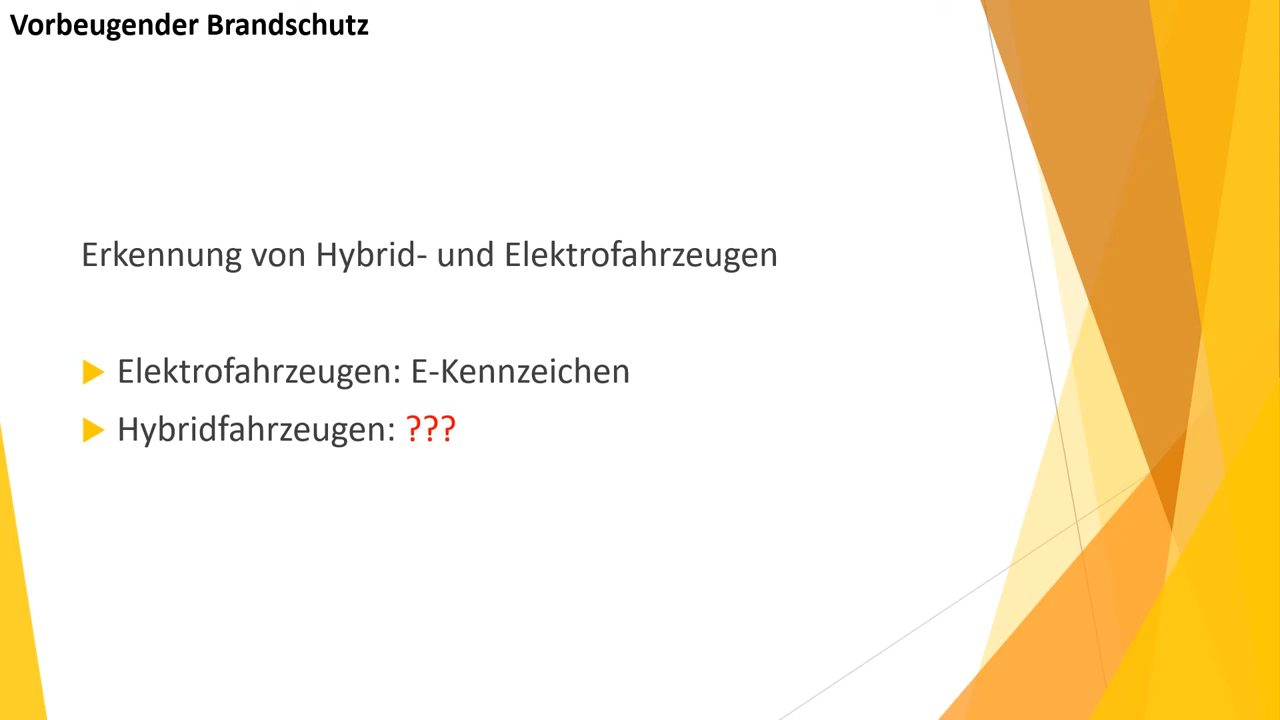 Vorbeugender Brandschutz
Erkennung von Hybrid- und Elektrofahrzeugen
Elektrofahrzeugen: E-Kennzeichen
Hybridfahrzeugen: ???